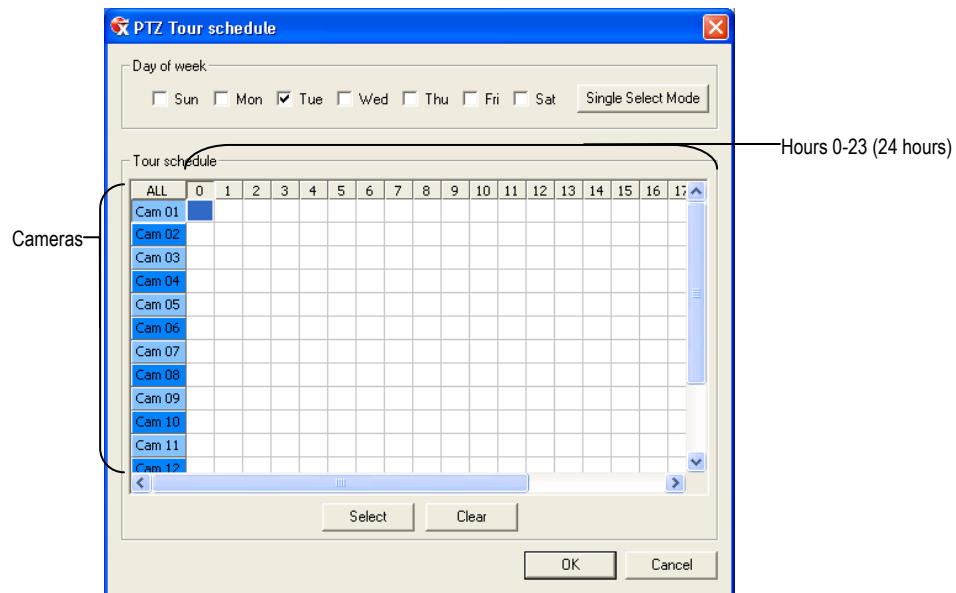 PTZ Tour schedule
Day of week
Sun Mon Tue Wed Thu Fri Sat Single Select Mode
Hours 0-23 (24 hours)
Tour schedule
ALL 0 1 2 3 4 5 6 7 8 9 10 11 12 13 14 15 16 17
Cam 01
Cameras
Cam 02
Cam 03
Cam 04
Cam 05
Cam 06
Cam 07
Cam 08
Cam 09
Cam 10
Cam 11
Cam 12
Select Clear
OK Cancel